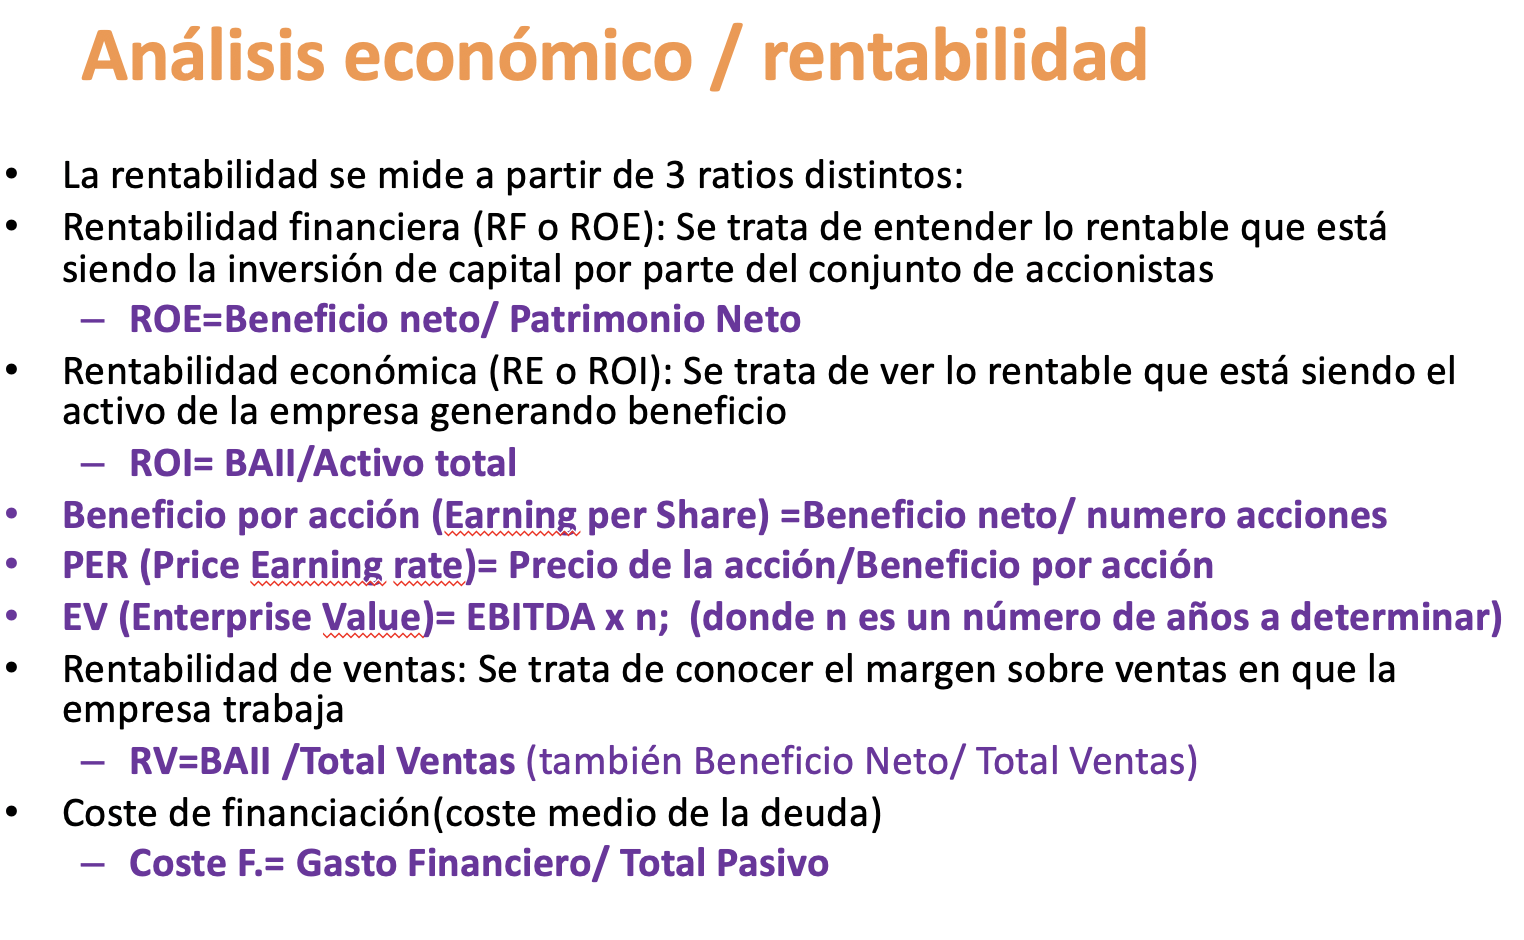 Análisis económico / rentabilidad
• La rentabilidad se mide a partir de 3 ratios distintos:
• Rentabilidad financiera (RF o ROE): Se trata de entender lo rentable que está
siendo la inversión de capital por parte del conjunto de accionistas
– ROE=Beneficio neto/ Patrimonio Neto
• Rentabilidad económica (RE o ROI): Se trata de ver lo rentable que está siendo el
activo de la empresa generando beneficio
– ROI= BAII/Activo total
• Beneficio por acción (Earning per Share) =Beneficio neto/ numero acciones
• PER (Price Earning rate)= Precio de la acción/Beneficio por acción
• EV (Enterprise Value)= EBITDA x n;  (donde n es un número de años a determinar)
• Rentabilidad de ventas: Se trata de conocer el margen sobre ventas en que la
empresa trabaja
– RV=BAII /Total Ventas (también Beneficio Neto/ Total Ventas)
• Coste de financiación(coste medio de la deuda)
– Coste F.= Gasto Financiero/ Total Pasivo